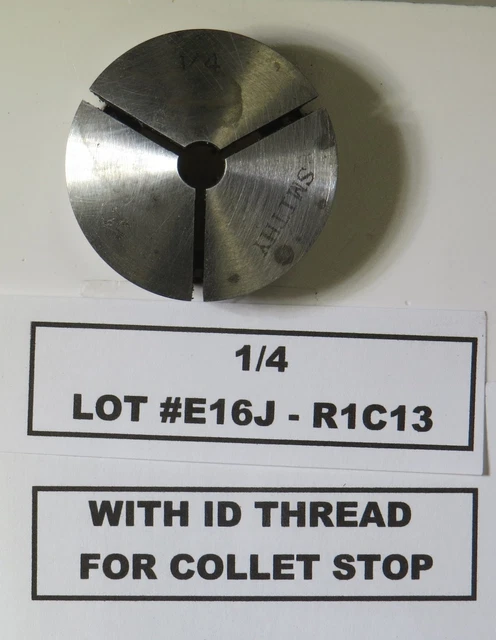 1/4
SMITHY
1/4
LOT #E16J - R1C13
WITH ID THREAD
FOR COLLET STOP